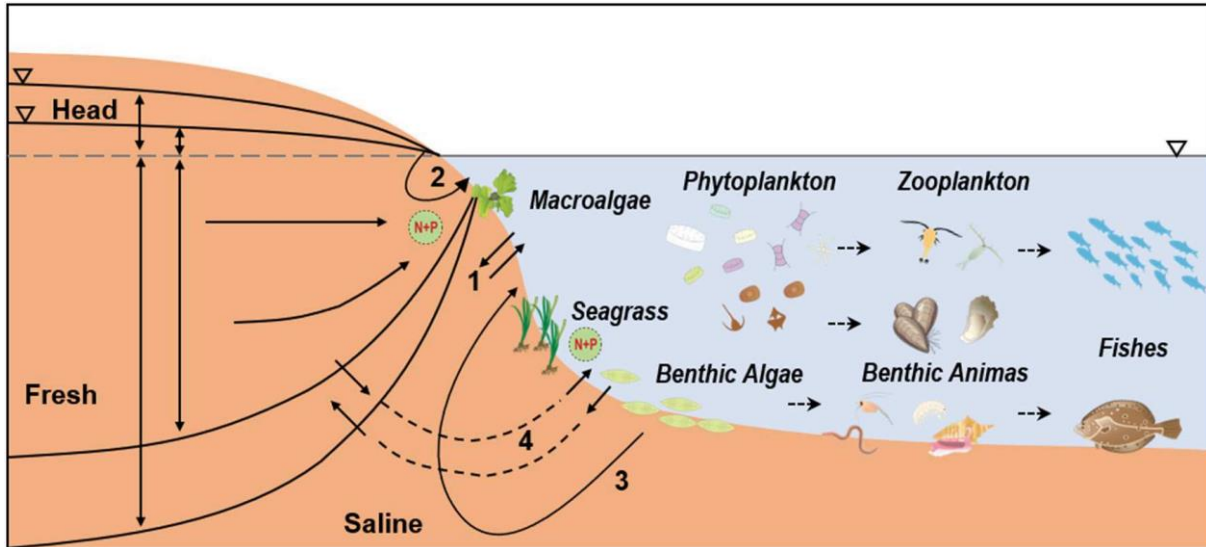 Head
2
N+P
Macroalgae
Phytoplankton
Zooplankton
1
Seagrass
N+P
Fishes
Fresh
Benthic Algae
Benthic Animas
4
3
Saline